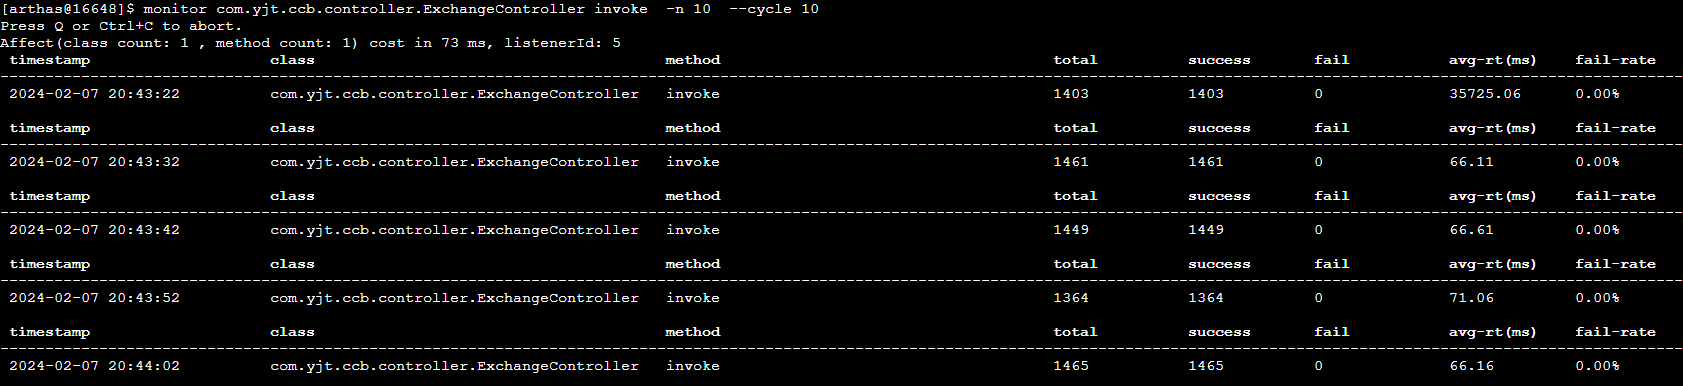 [arthas@16648]$ monitor com.yjt.ccb.controller.ExchangeController invoke  -n 10  --cycle 10
Press Q or Ctrl+C to abort.
Affect(class count: 1 , method count: 1) cost in 73 ms, listenerId: 5
timestamp class method total success fail avg-rt(ms) fail-rate
2024-02-07 20:43:22 com.yjt.ccb.controller.ExchangeController invoke 1403 1403 0 35725.06 0.00%
timestamp class method total success fail avg-rt(ms) fail-rate
2024-02-07 20:43:32 com.yjt.ccb.controller.ExchangeController invoke 1461 1461 0 66.11 0.00%
timestamp class method total success fail avg-rt(ms) fail-rate
2024-02-07 20:43:42 com.yjt.ccb.controller.ExchangeController invoke 1449 1449 0 66.61 0.00%
timestamp class method total success fail avg-rt(ms) fail-rate
2024-02-07 20:43:52 com.yjt.ccb.controller.ExchangeController invoke 1364 1364 0 71.06 0.00%
timestamp class method total success fail avg-rt(ms) fail-rate
2024-02-07 20:44:02 com.yjt.ccb.controller.ExchangeController invoke 1465 1465 0 66.16 0.00%